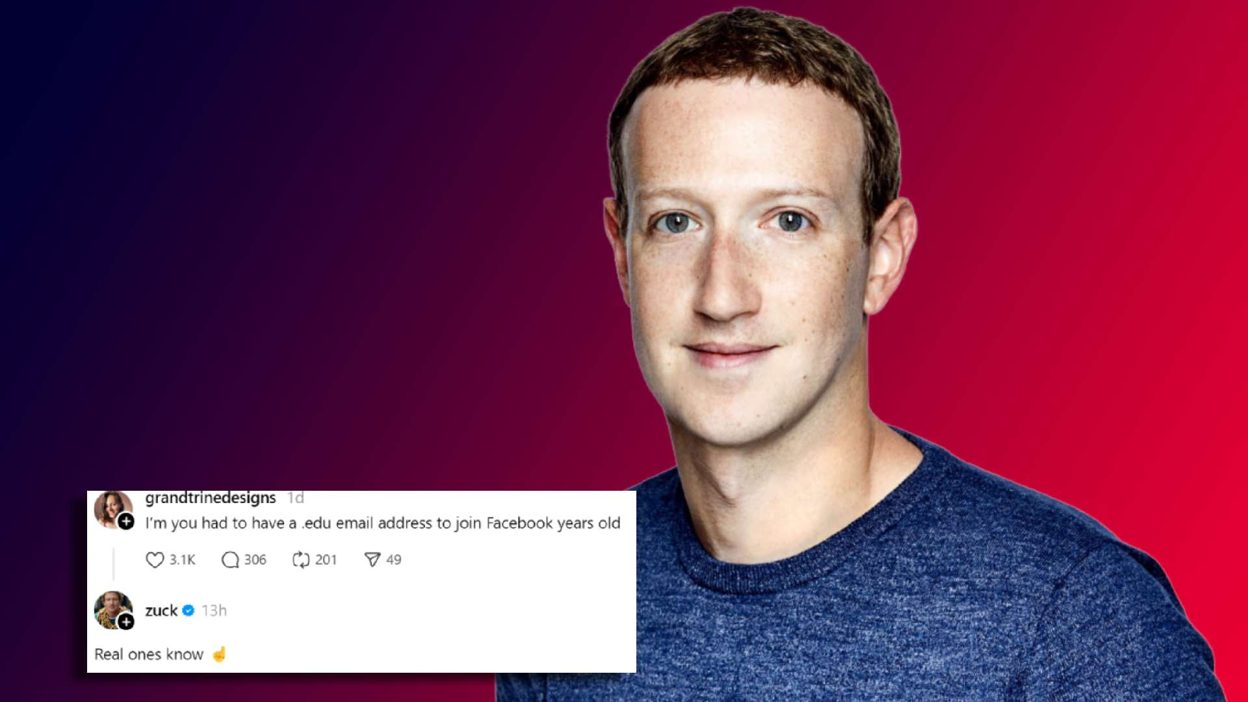 grandtrinedesigns 1d
I'm you had to have a .edu email address to join Facebook years old
3.1K 306 201 49
zuck 13h
Real ones know ☝️